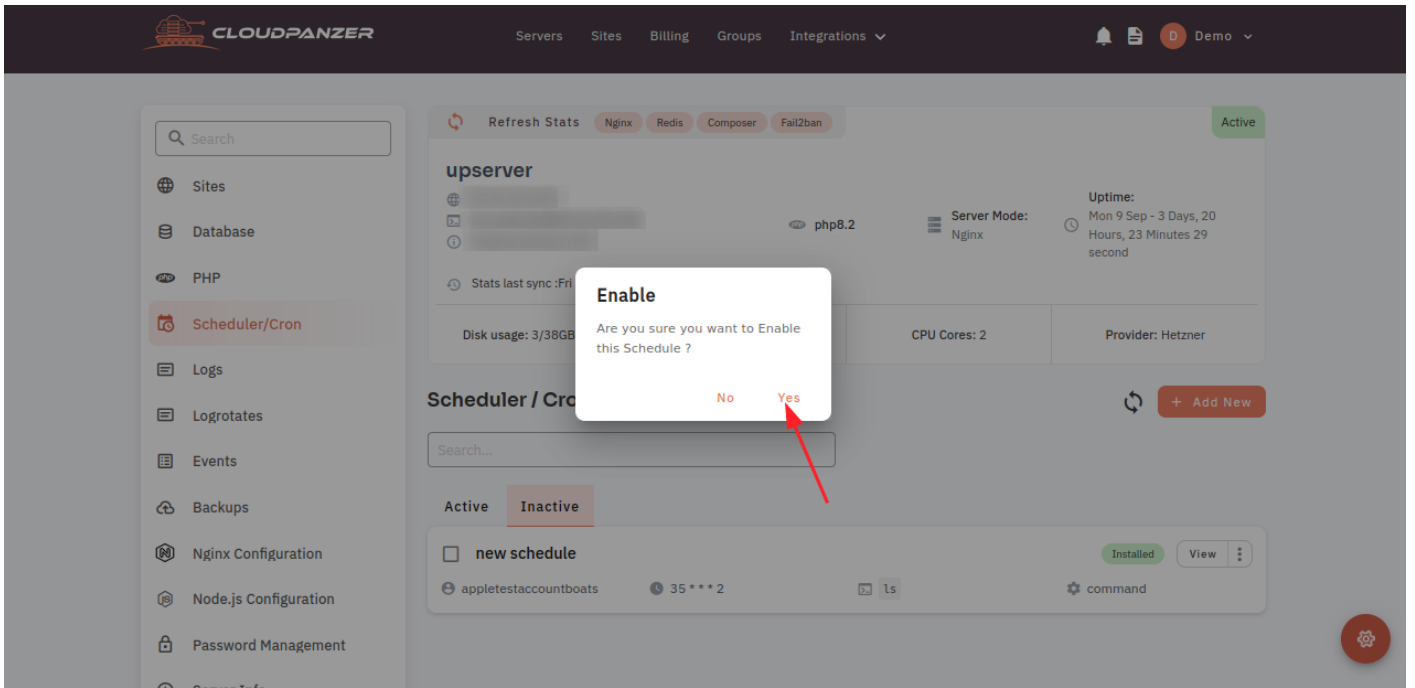 CLOUDPANZER
Servers Sites Billing Groups Integrations
D Demo
Search
Sites
Database
PHP
Scheduler/Cron
Logs
Logrotates
Events
Backups
Nginx Configuration
Node.js Configuration
Password Management
Refresh Stats Nginx Redis Composer Fail2ban Active
upserver
php8.2
Server Mode:
Nginx
Uptime:
Mon 9 Sep - 3 Days, 20
Hours, 23 Minutes 29
second
Stats last sync :Fri
Disk usage: 3/38GB CPU Cores: 2 Provider: Hetzner
Enable
Are you sure you want to Enable
this Schedule ?
No Yes
Scheduler / Cro
+ Add New
Search...
Active Inactive
new schedule Installed View
appletestaccountboats 35 * * * 2 ls command